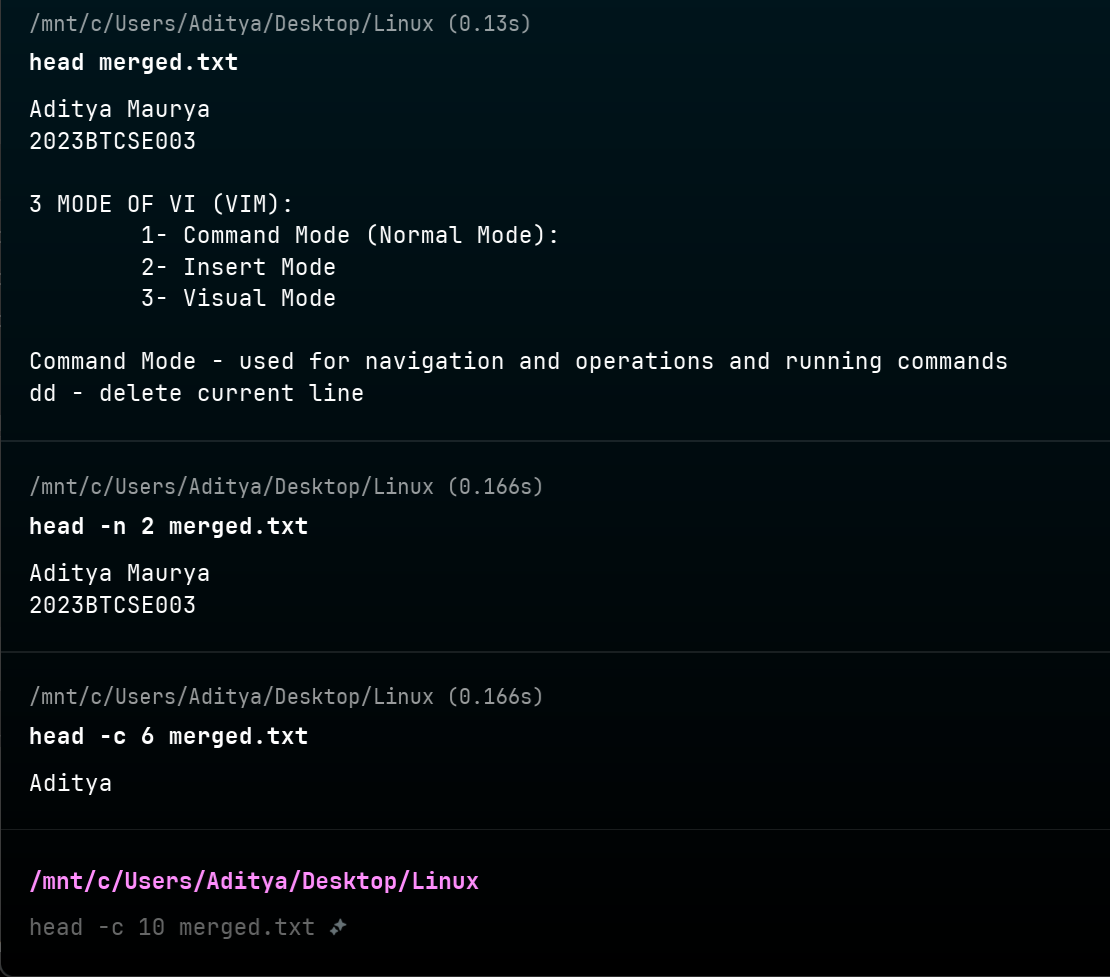 /mnt/c/Users/Aditya/Desktop/Linux (0.13s)
head merged.txt
Aditya Maurya
2023BTCSE003
3 MODE OF VI (VIM):
1- Command Mode (Normal Mode):
2- Insert Mode
3- Visual Mode
Command Mode - used for navigation and operations and running commands
dd - delete current line
/mnt/c/Users/Aditya/Desktop/Linux (0.166s)
head -n 2 merged.txt
Aditya Maurya
2023BTCSE003
/mnt/c/Users/Aditya/Desktop/Linux (0.166s)
head -c 6 merged.txt
Aditya
/mnt/c/Users/Aditya/Desktop/Linux
head -c 10 merged.txt